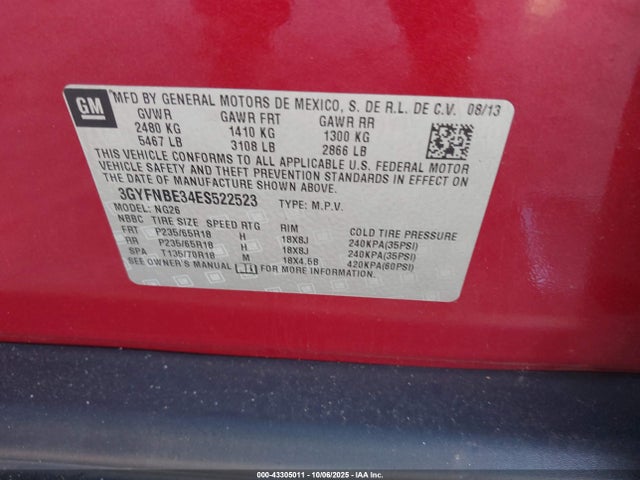 GM
MFD BY GENERAL MOTORS DE MEXICO, S. DE R.L. DE C.V. 08/13
GVWR GAWR FRT GAWR RR
2480 KG 1410 KG 1300 KG
5467 LB 3108 LB 2866 LB
THIS VEHICLE CONFORMS TO ALL APPLICABLE U.S. FEDERAL MOTOR
VEHICLE SAFETY AND THEFT PREVENTION STANDARDS IN EFFECT ON
THE DATE OF MANUFACTURE SHOWN ABOVE.
3GYFNBE34ES522523 TYPE: M.P.V.
MODEL: NG26
NBBC TIRE SIZE SPEED RTG RIM COLD TIRE PRESSURE
FRT P235/65R18 H 18X8J 240KPA(35PSI)
RR P235/65R18 H 18X8J 240KPA(35PSI)
SPA T135/70R18 M 18X4.5B 420KPA(60PSI)
SEE OWNER'S MANUAL FOR MORE INFORMATION.
000-43305011 - 10/06/2025 - IAA Inc.